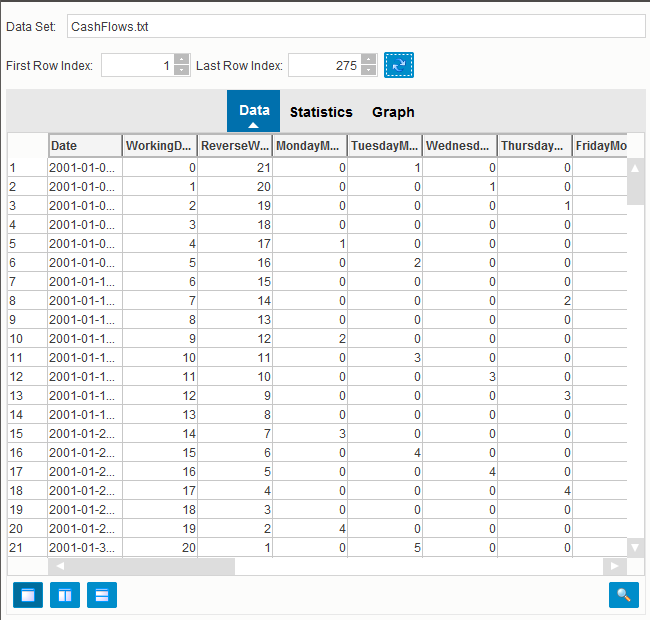 Data Set: CashFlows.txt
First Row Index: 1 Last Row Index: 275
Data Statistics Graph
Date WorkingD... ReverseW... MondayM... TuesdayM... Wednesd... Thursday... FridayMo
1 2001-01-0... 0 21 0 1 0 0
2 2001-01-0... 1 20 0 0 1 0
3 2001-01-0... 2 19 0 0 0 1
4 2001-01-0... 3 18 0 0 0 0
5 2001-01-0... 4 17 1 0 0 0
6 2001-01-0... 5 16 0 2 0 0
7 2001-01-1... 6 15 0 0 0 0
8 2001-01-1... 7 14 0 0 0 2
9 2001-01-1... 8 13 0 0 0 0
10 2001-01-1... 9 12 2 0 0 0
11 2001-01-1... 10 11 0 3 0 0
12 2001-01-1... 11 10 0 0 3 0
13 2001-01-1... 12 9 0 0 0 3
14 2001-01-1... 13 8 0 0 0 0
15 2001-01-2... 14 7 3 0 0 0
16 2001-01-2... 15 6 0 4 0 0
17 2001-01-2... 16 5 0 0 4 0
18 2001-01-2... 17 4 0 0 0 4
19 2001-01-2... 18 3 0 0 0 0
20 2001-01-2... 19 2 4 0 0 0
21 2001-01-3... 20 1 0 5 0 0